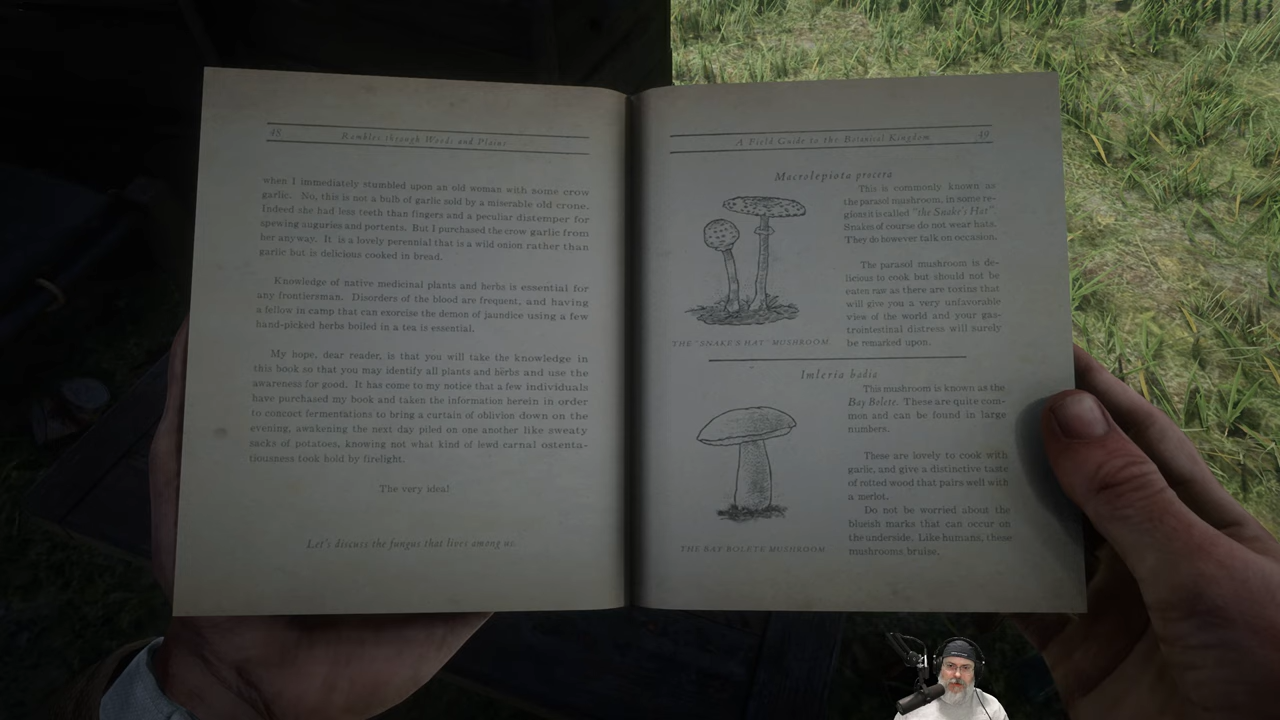 48 Rambles through Woods and Plains
when I immediately stumbled upon an old woman with some crow
garlic. No, this is not a bulb of garlic sold by a miserable old crone.
Indeed she had less teeth than fingers and a peculiar distemper for
spewing auguries and portents. But I purchased the crow garlic from
her anyway. It is a lovely perennial that is a wild onion rather than
garlic but is delicious cooked in bread.
Knowledge of native medicinal plants and herbs is essential for
any frontiersman. Disorders of the blood are frequent, and having
a fellow in camp that can exorcise the demon of jaundice using a few
hand-picked herbs boiled in a tea is essential.
My hope, dear reader, is that you will take the knowledge in
this book so that you may identify all plants and herbs and use the
awareness for good. It has come to my notice that a few individuals
have purchased my book and taken the information herein in order
to concoct fermentations to bring a curtain of oblivion down on the
evening, awakening the next day piled on one another like sweaty
sacks of potatoes, knowing not what kind of lewd carnal ostenta-
tiousness took hold by firelight.
The very idea!
Let's discuss the fungus that lives among us.
A Field Guide to the Botanical Kingdom 49
Macrolepiota procera
This is commonly known as
the parasol mushroom, in some re-
gions it is called "the Snake's Hat".
Snakes of course do not wear hats.
They do however talk on occasion.
The parasol mushroom is de-
licious to cook but should not be
eaten raw as there are toxins that
will give you a very unfavorable
view of the world and your gas-
trointestinal distress will surely
be remarked upon.
THE "SNAKE'S HAT" MUSHROOM
Imleria badia
This mushroom is known as the
Bay Bolete. These are quite com-
mon and can be found in large
numbers.
These are lovely to cook with
garlic, and give a distinctive taste
of rotted wood that pairs well with
a merlot.
Do not be worried about the
blueish marks that can occur on
the underside. Like humans, these
mushrooms bruise.
THE BAY BOLETE MUSHROOM